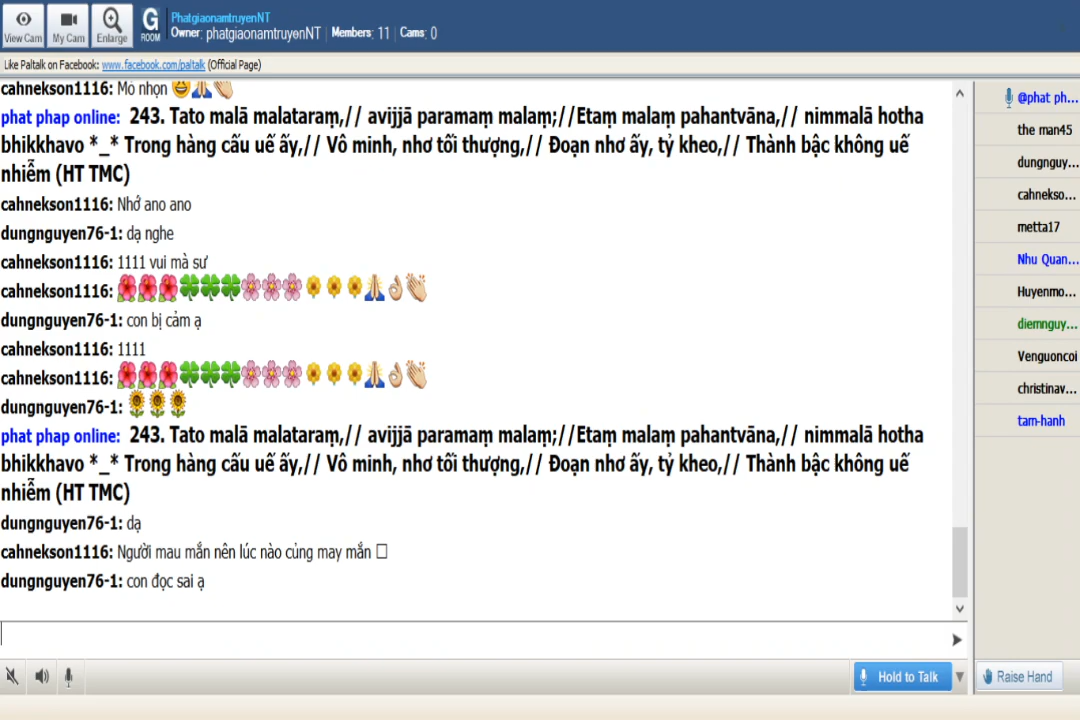 View Cam
My Cam
Enlarge
G
ROOM
PhatgiaonamtruyenNT
Owner: phatgiaonamtruyenNT Members: 11 Cams: 0
Like Paltalk on Facebook: www.facebook.com/paltalk (Official Page)
cahnekson1116: Mỏ nhọn 😄🙏👏
phat phap online: 243. Tato malā malataraṃ,// avijjā paramaṃ malaṃ;//Etaṃ malaṃ pahantvāna,// nimmalā hotha
bhikkhavo *_* Trong hàng cấu uế ấy,// Vô minh, nhơ tối thượng,// Đoạn nhơ ấy, tỷ kheo,// Thành bậc không uế
nhiễm (HT TMC)
cahnekson1116: Nhớ ano ano
dungnguyen76-1: dạ nghe
cahnekson1116: 1111 vui mà sư
cahnekson1116: 🌺🌺🌺🍀🍀🍀🌸🌸🌸🌼🌼🌼🙏👌👏
dungnguyen76-1: con bị cảm ạ
cahnekson1116: 1111
cahnekson1116: 🌺🌺🌺🍀🍀🍀🌸🌸🌸🌼🌼🌼🙏👌👏
dungnguyen76-1: 🌻🌻🌻
phat phap online: 243. Tato malā malataraṃ,// avijjā paramaṃ malaṃ;//Etaṃ malaṃ pahantvāna,// nimmalā hotha
bhikkhavo *_* Trong hàng cấu uế ấy,// Vô minh, nhơ tối thượng,// Đoạn nhơ ấy, tỷ kheo,// Thành bậc không uế
nhiễm (HT TMC)
dungnguyen76-1: dạ
cahnekson1116: Người mau mắn nên lúc nào củng may mắn □
dungnguyen76-1: con đọc sai ạ
@phat ph...
the man45
dungnguy...
cahnekso...
metta17
Nhu Quan...
Huyenmo...
diemnguy...
Venguoncoi
christinav...
tam-hanh
Hold to Talk
Raise Hand